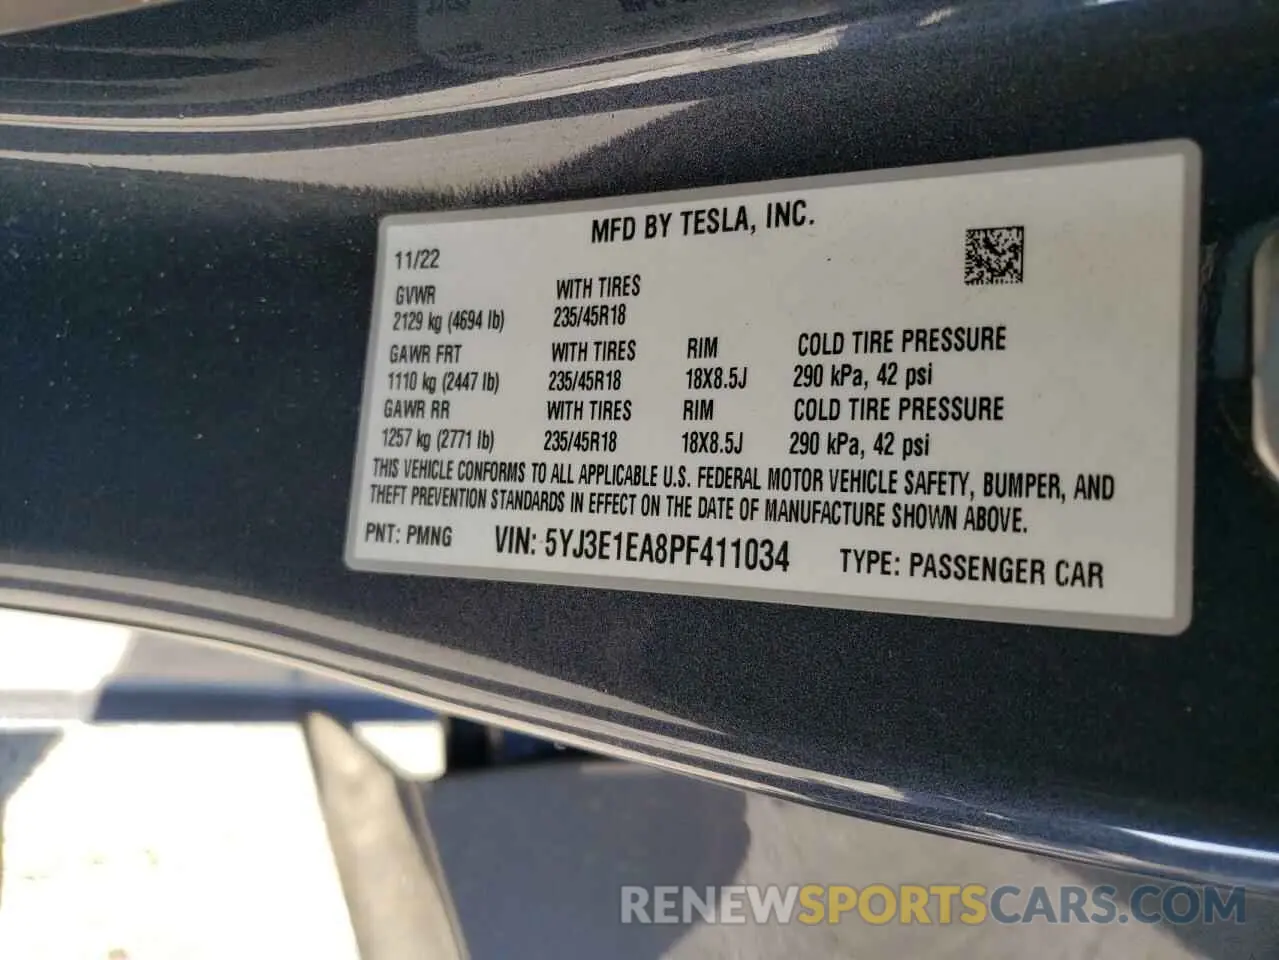 MFD BY TESLA, INC.
11/22
GVWR WITH TIRES
2129 kg (4694 lb) 235/45R18
GAWR FRT WITH TIRES RIM COLD TIRE PRESSURE
1110 kg (2447 lb) 235/45R18 18X8.5J 290 kPa, 42 psi
GAWR RR WITH TIRES RIM COLD TIRE PRESSURE
1257 kg (2771 lb) 235/45R18 18X8.5J 290 kPa, 42 psi
THIS VEHICLE CONFORMS TO ALL APPLICABLE U.S. FEDERAL MOTOR VEHICLE SAFETY, BUMPER, AND
THEFT PREVENTION STANDARDS IN EFFECT ON THE DATE OF MANUFACTURE SHOWN ABOVE.
PNT: PMNG VIN: 5YJ3E1EA8PF411034 TYPE: PASSENGER CAR
RENEWSPORTSCARS.COM